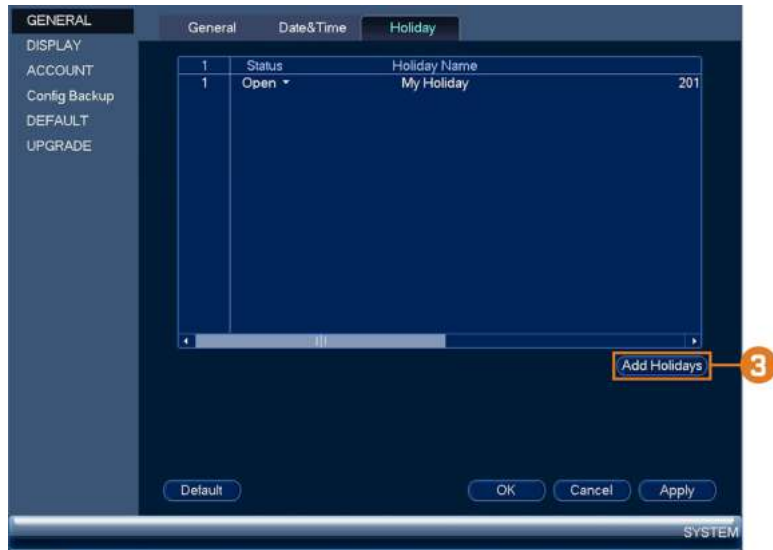 GENERAL
DISPLAY
ACCOUNT
Config Backup
DEFAULT
UPGRADE
General Date&Time Holiday
1 Status Holiday Name
1 Open My Holiday 201
Add Holidays
3
Default OK Cancel Apply
SYSTEM